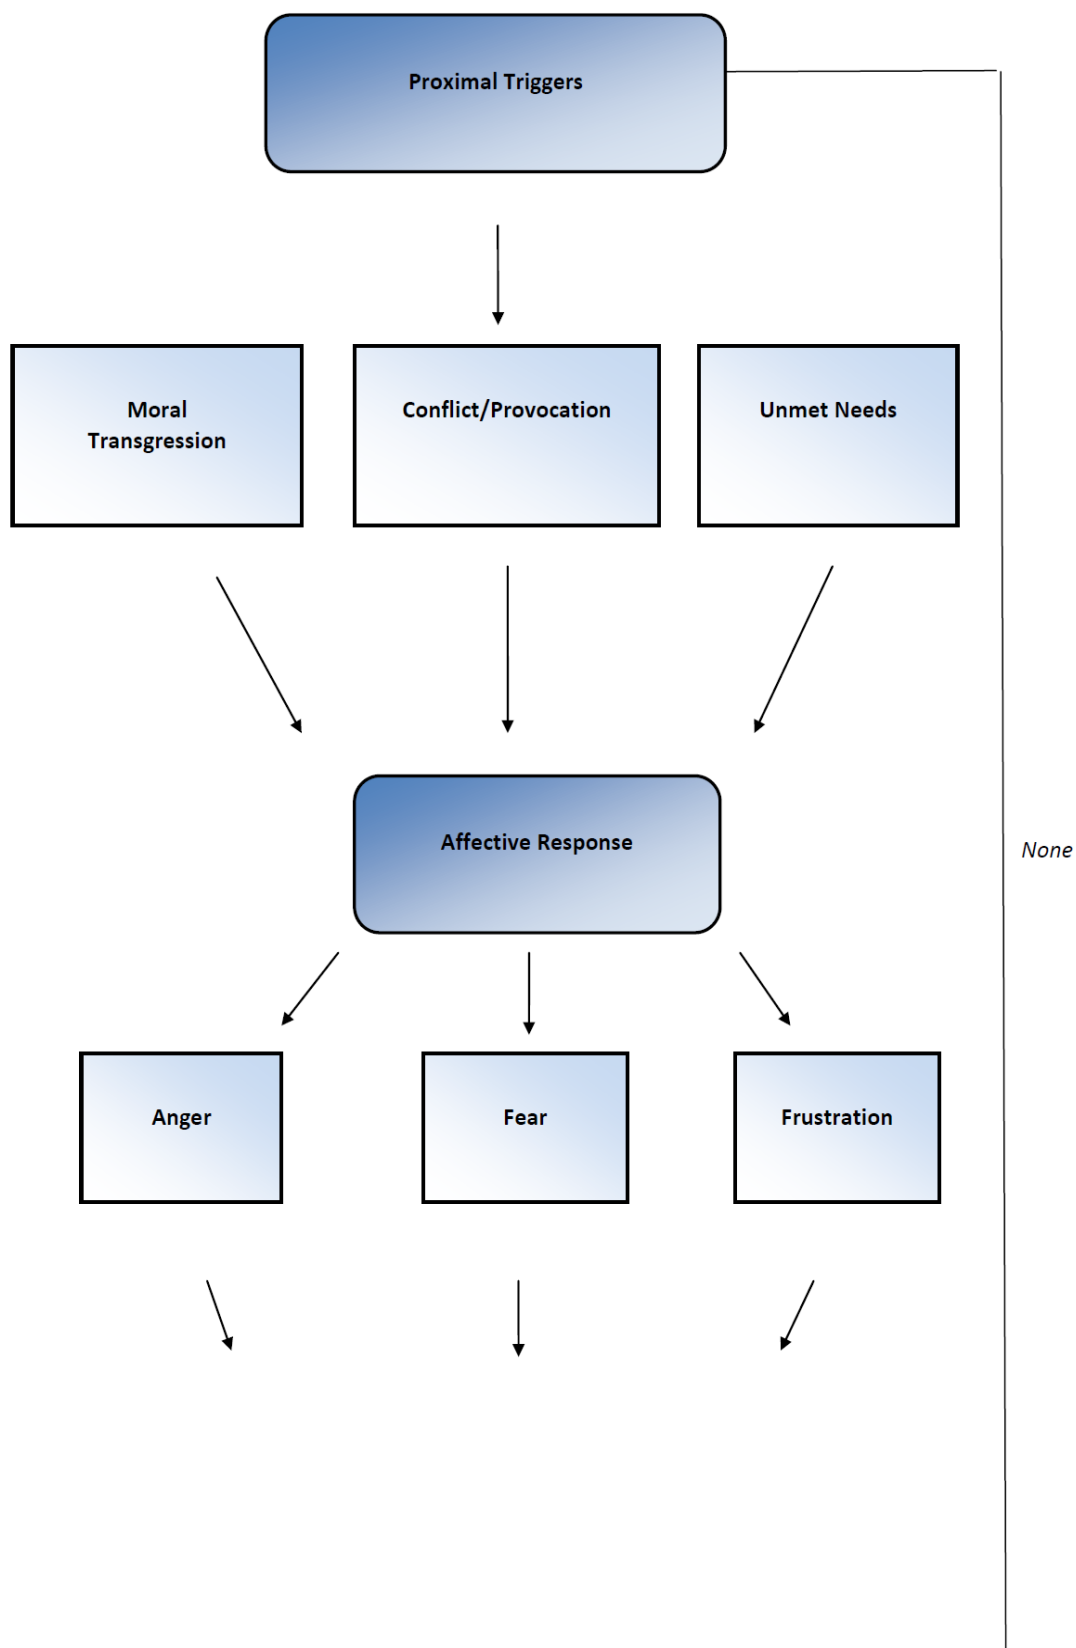 Proximal Triggers
Moral
Transgression
Conflict/Provocation
Unmet Needs
Affective Response
None
Anger
Fear
Frustration